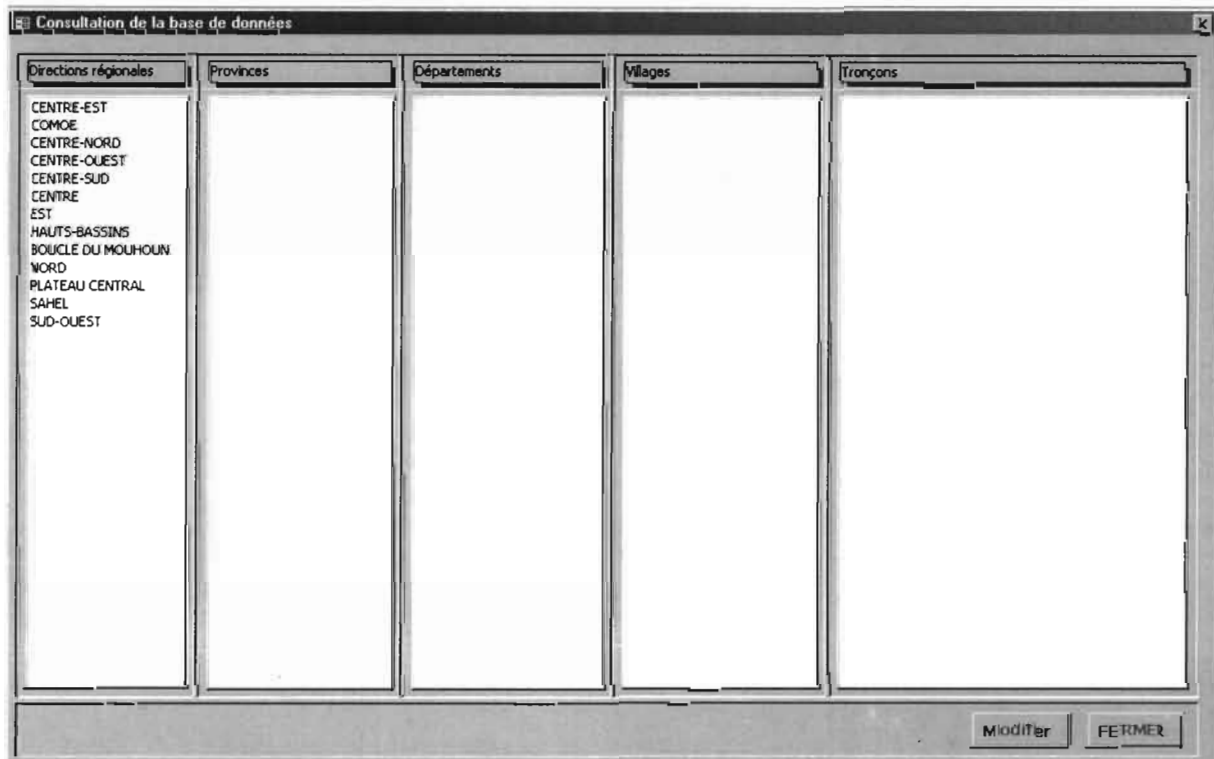 Consultation de la base de données
Directions régionales
Provinces
Départements
Villages
Tronçons
CENTRE-EST
COMOE
CENTRE-NORD
CENTRE-OUEST
CENTRE-SUD
CENTRE
EST
HAUTS-BASSINS
BOUCLE DU MOUHOUN
NORD
PLATEAU CENTRAL
SAHEL
SUD-OUEST
Modifier
FERMER